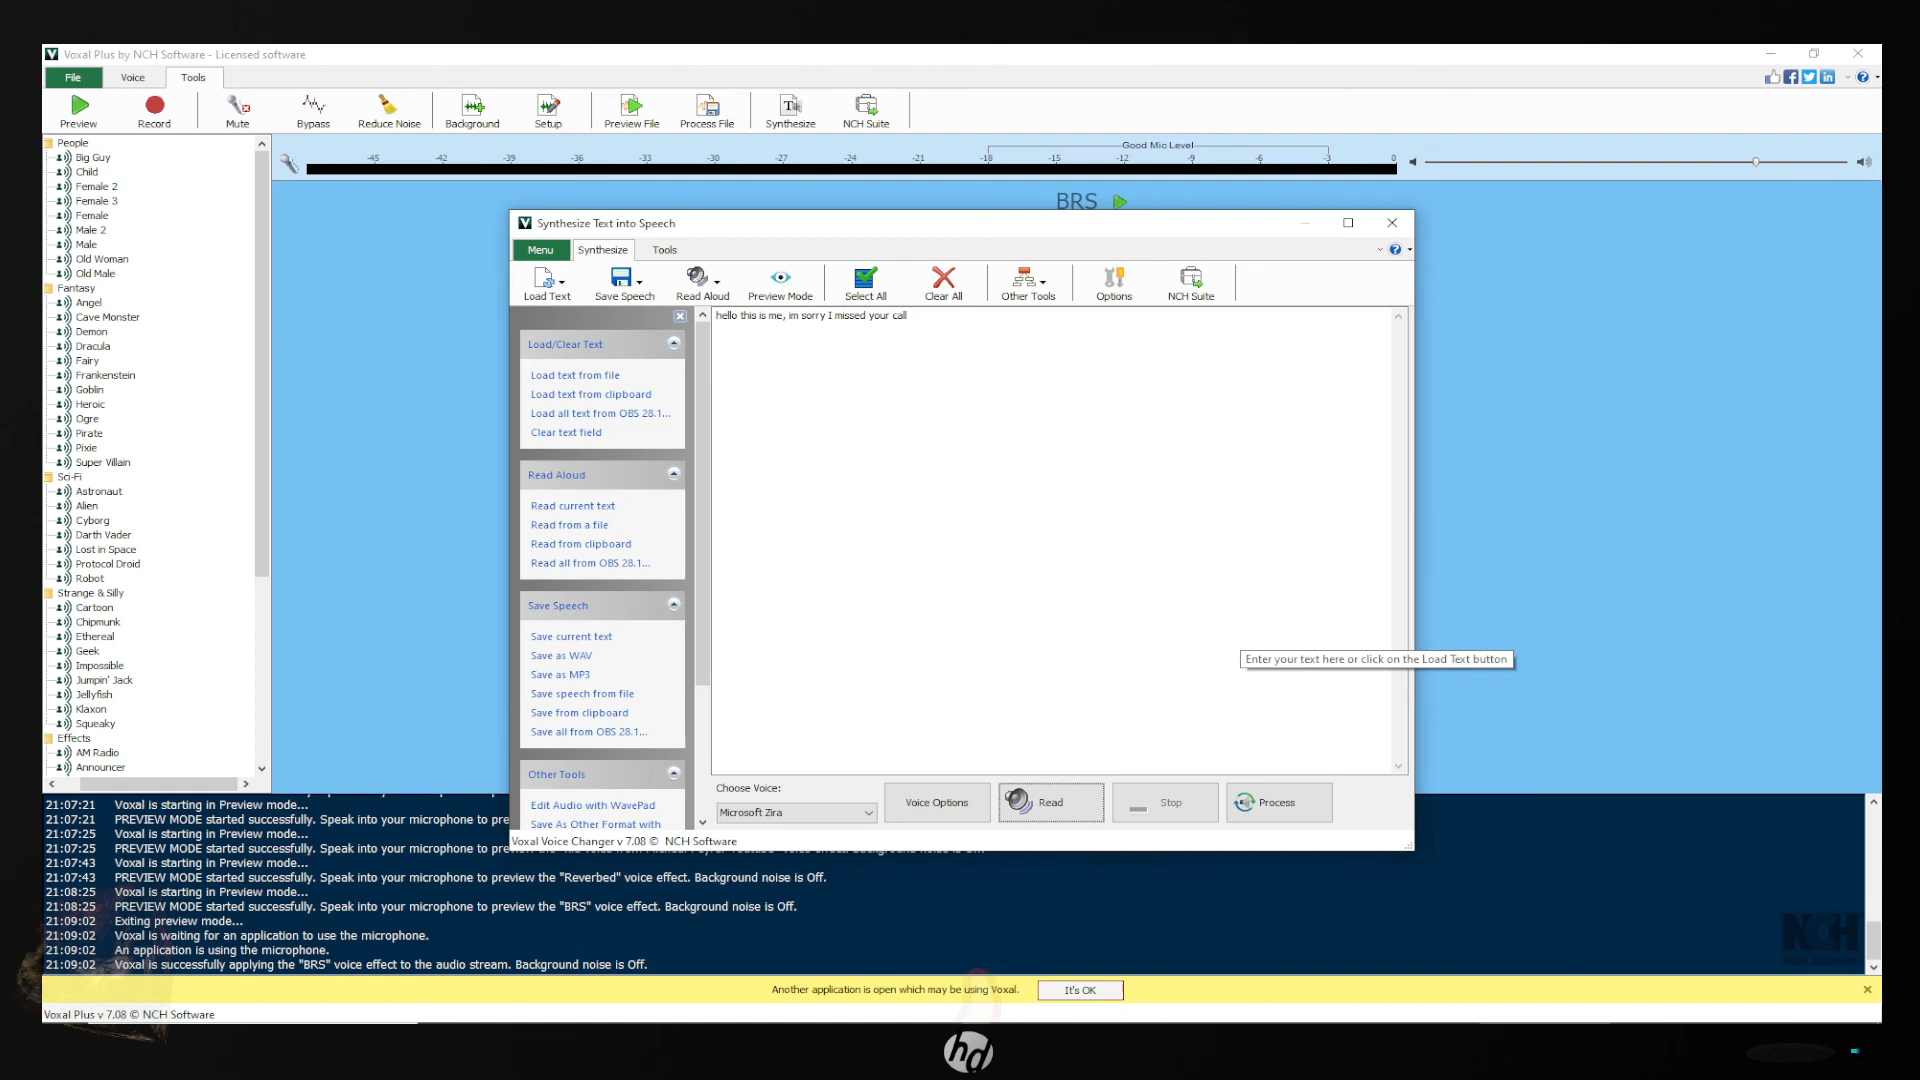 Voxal Plus by NCH Software - Licensed software
File Voice Tools
Preview Record Mute Bypass Reduce Noise Background Setup Preview File Process File Synthesize NCH Suite
People
Big Guy
Child
Female 2
Female 3
Female
Male 2
Male
Old Woman
Old Male
Fantasy
Angel
Cave Monster
Demon
Dracula
Fairy
Frankenstein
Goblin
Heroic
Ogre
Pirate
Pixie
Super Villain
Sci-Fi
Astronaut
Alien
Cyborg
Darth Vader
Lost in Space
Protocol Droid
Robot
Strange & Silly
Cartoon
Chipmunk
Ethereal
Geek
Impossible
Jumpin' Jack
Jellyfish
Klaxon
Squeaky
Effects
AM Radio
Announcer
Good Mic Level
-45 -42 -39 -36 -33 -30 -27 -24 -21 -18 -15 -12 -9 -6 -3 0
BRS
Synthesize Text into Speech
Menu Synthesize Tools
Load Text Save Speech Read Aloud Preview Mode Select All Clear All Other Tools Options NCH Suite
Load/Clear Text
Load text from file
Load text from clipboard
Load all text from OBS 28.1...
Clear text field
Read Aloud
Read current text
Read from a file
Read from clipboard
Read all from OBS 28.1...
Save Speech
Save current text
Save as WAV
Save as MP3
Save speech from file
Save from clipboard
Save all from OBS 28.1...
Other Tools
Edit Audio with WavePad
Save As Other Format with
hello this is me, im sorry I missed your call
Enter your text here or click on the Load Text button
Choose Voice:
Microsoft Zira
Voice Options Read Stop Process
Voxal Voice Changer v 7.08 © NCH Software
21:07:21 Voxal is starting in Preview mode...
21:07:21 PREVIEW MODE started successfully. Speak into your microphone to pre
21:07:25 Voxal is starting in Preview mode...
21:07:25 PREVIEW MODE started successfully. Speak into your microphone to pre
21:07:43 Voxal is starting in Preview mode...
21:07:43 PREVIEW MODE started successfully. Speak into your microphone to preview the "Reverbed" voice effect. Background noise is Off.
21:08:25 Voxal is starting in Preview mode...
21:08:25 PREVIEW MODE started successfully. Speak into your microphone to preview the "BRS" voice effect. Background noise is Off.
21:09:02 Exiting preview mode...
21:09:02 Voxal is waiting for an application to use the microphone.
21:09:02 An application is using the microphone.
21:09:02 Voxal is successfully applying the "BRS" voice effect to the audio stream. Background noise is Off.
NCH
Another application is open which may be using Voxal. It's OK
Voxal Plus v 7.08 © NCH Software
hd